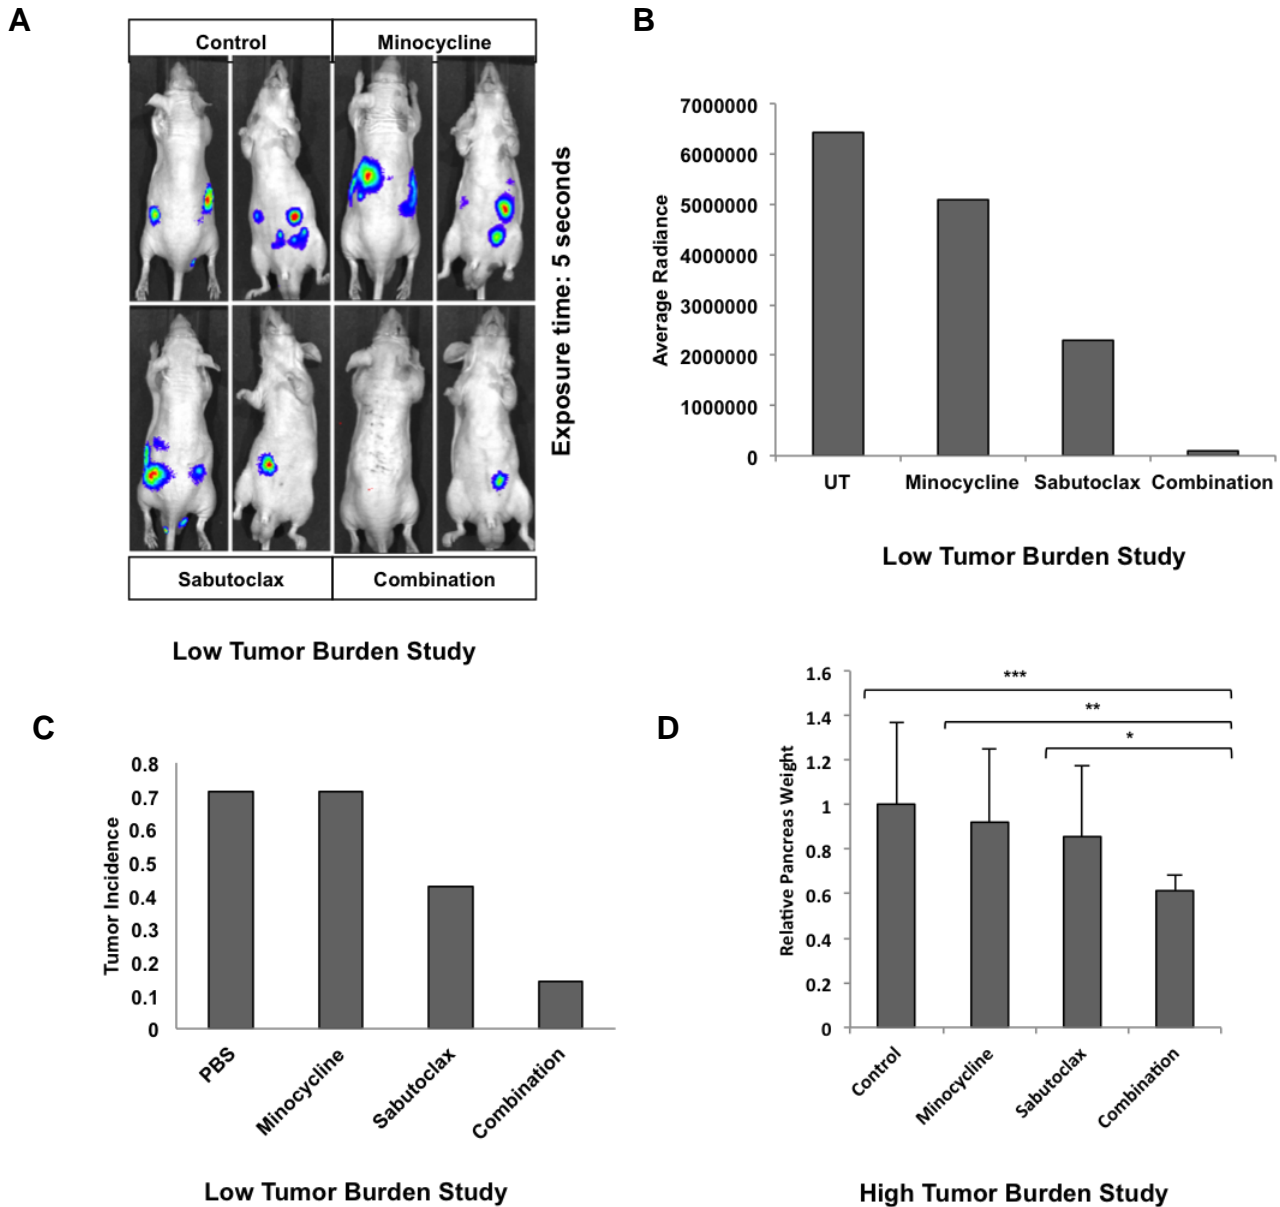 A
Control
Minocycline
Exposure time: 5 seconds
Sabutoclax
Combination
Low Tumor Burden Study
B
7000000
6000000
5000000
4000000
3000000
2000000
1000000
0
Average Radiance
UT
Minocycline
Sabutoclax
Combination
Low Tumor Burden Study
C
0.8
0.7
0.6
0.5
0.4
0.3
0.2
0.1
0
Tumor Incidence
PBS
Minocycline
Sabutoclax
Combination
Low Tumor Burden Study
D
1.6
1.4
1.2
1
0.8
0.6
0.4
0.2
0
Relative Pancreas Weight
***
**
*
Control
Minocycline
Sabutoclax
Combination
High Tumor Burden Study